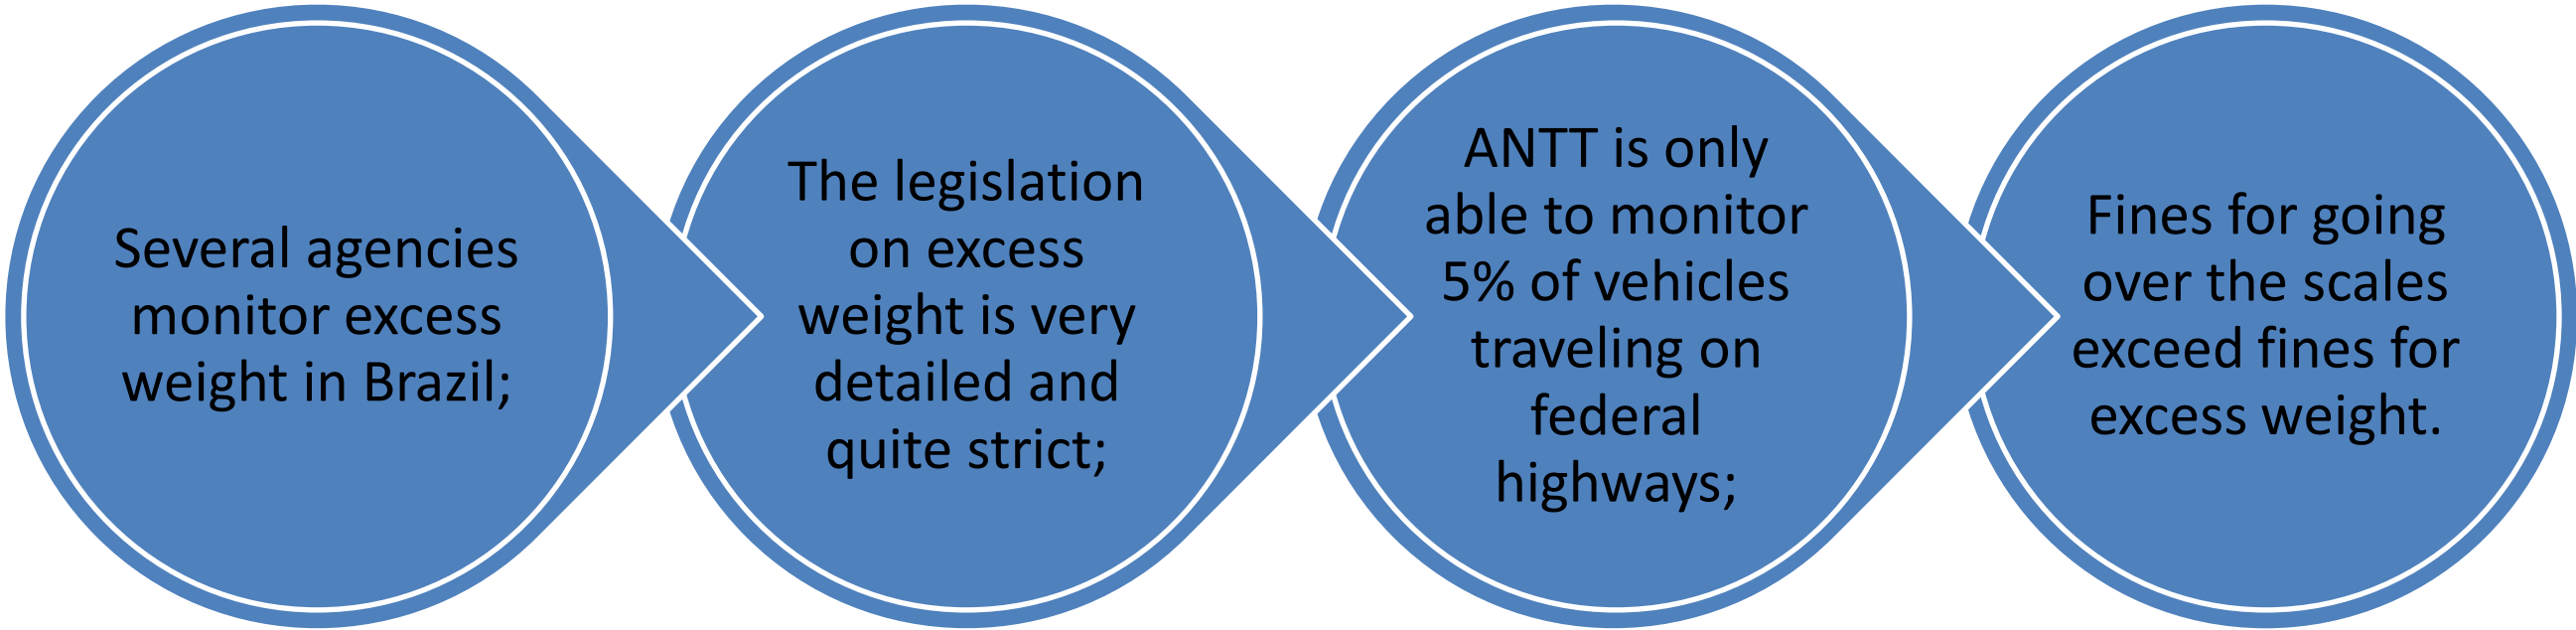 Several agencies
monitor excess
weight in Brazil;
The legislation
on excess
weight is very
detailed and
quite strict;
ANTT is only
able to monitor
5% of vehicles
traveling on
federal
highways;
Fines for going
over the scales
exceed fines for
excess weight.